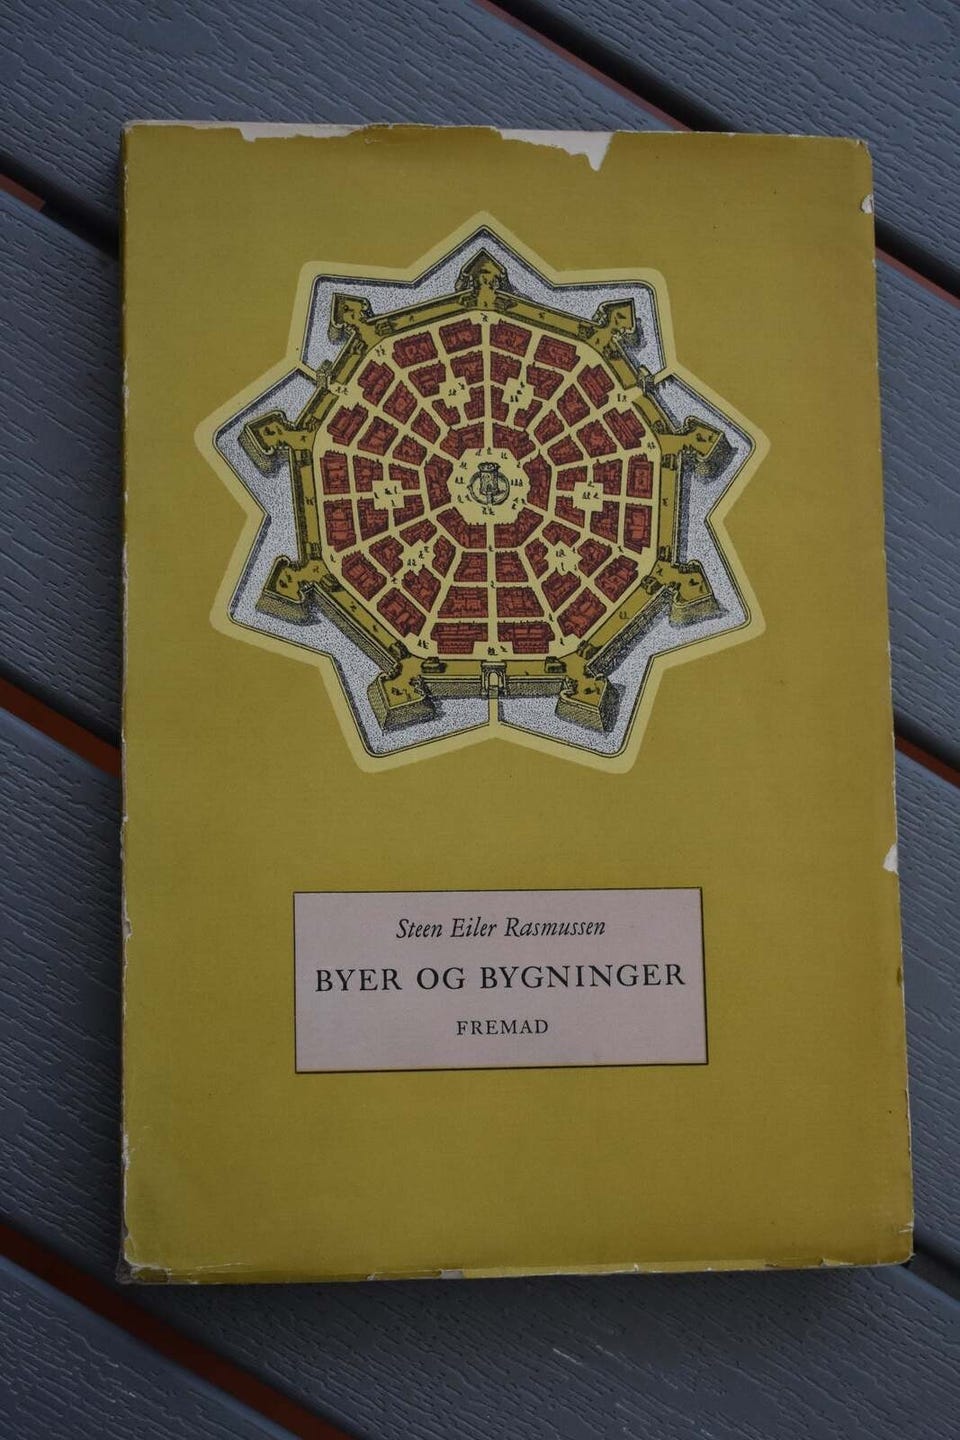 Steen Eiler Rasmussen
BYER OG BYGNINGER
FREMAD